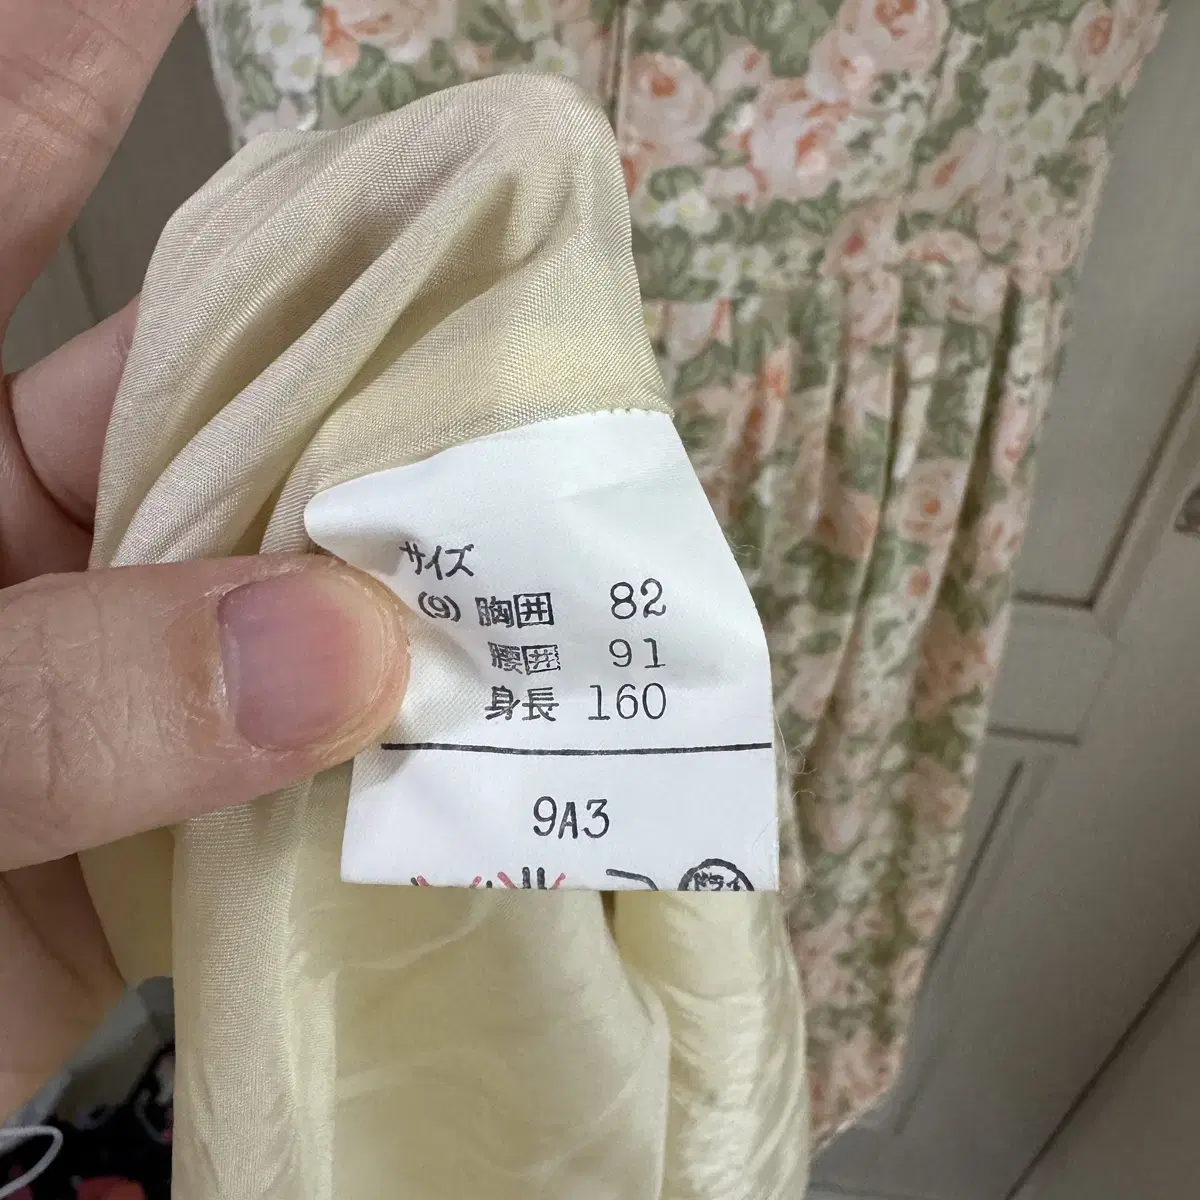 サイズ
(9) 胸囲 82
腰囲 91
身長 160
9A3